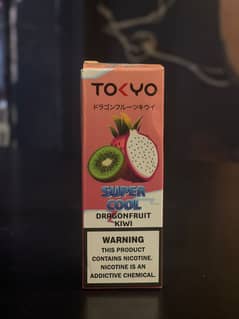 TOKYO
ドラゴンフルーツキウイ
SUPER
COOL
DRAGONFRUIT
KIWI
WARNING
THIS PRODUCT
CONTAINS NICOTINE.
NICOTINE IS AN
ADDICTIVE CHEMICAL.